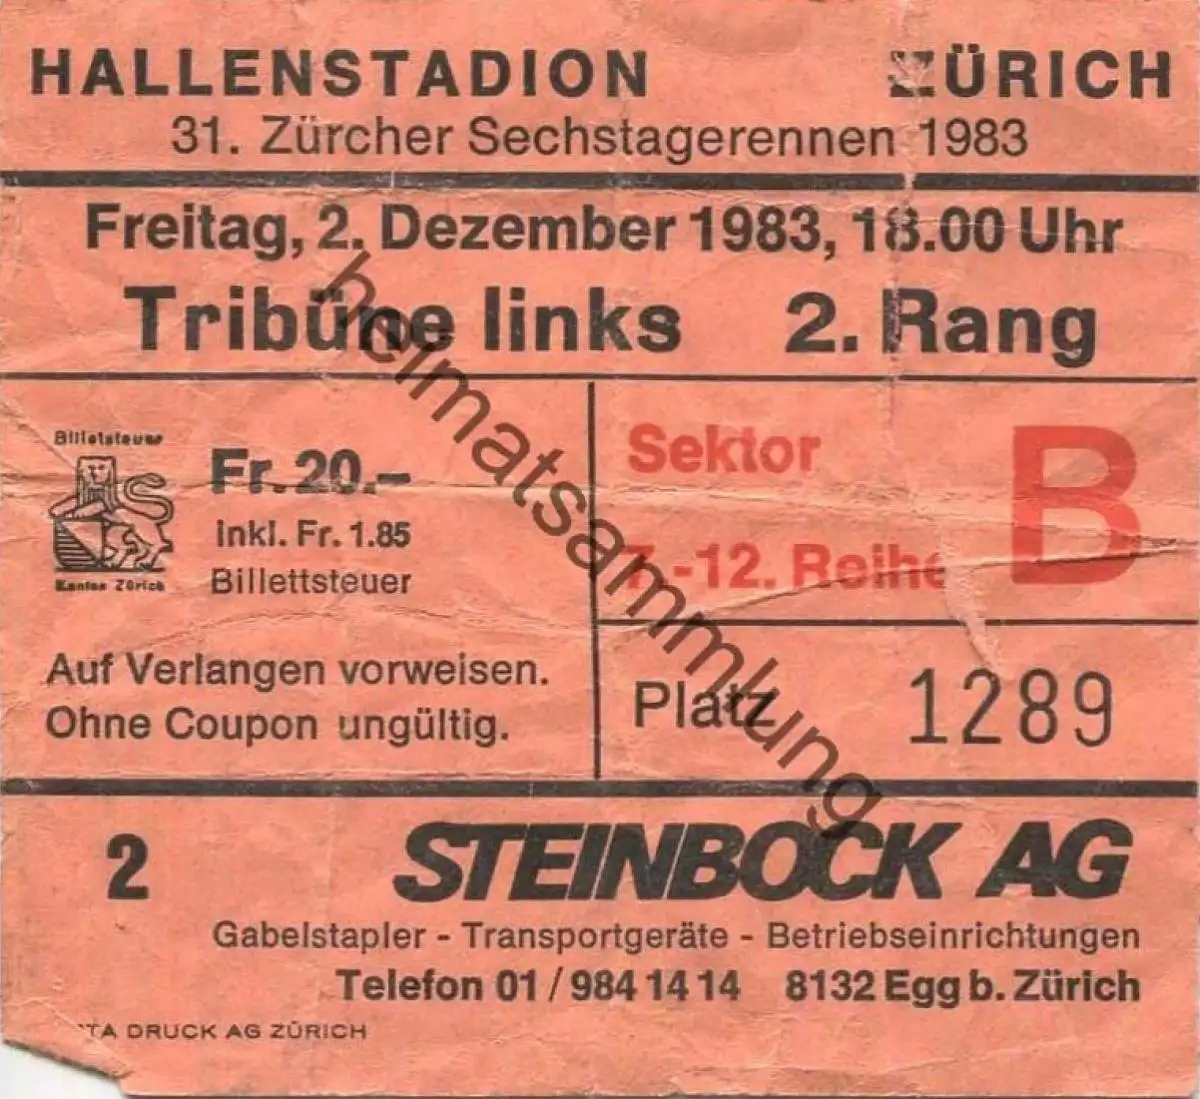 HALLENSTADION ZÜRICH
31. Zürcher Sechstagerennen 1983
Freitag, 2. Dezember 1983, 18.00 Uhr
Tribüne links 2. Rang
Billetsteuer
Kanton Zürich
Fr. 20.–
inkl. Fr. 1.85
Billettsteuer
Auf Verlangen vorweisen.
Ohne Coupon ungültig.
Sektor B
7.-12. Reihe
Platz 1289
2
STEINBOCK AG
Gabelstapler - Transportgeräte - Betriebseinrichtungen
Telefon 01 / 984 14 14 8132 Egg b. Zürich
DRUCK AG ZÜRICH
heimatsammlung